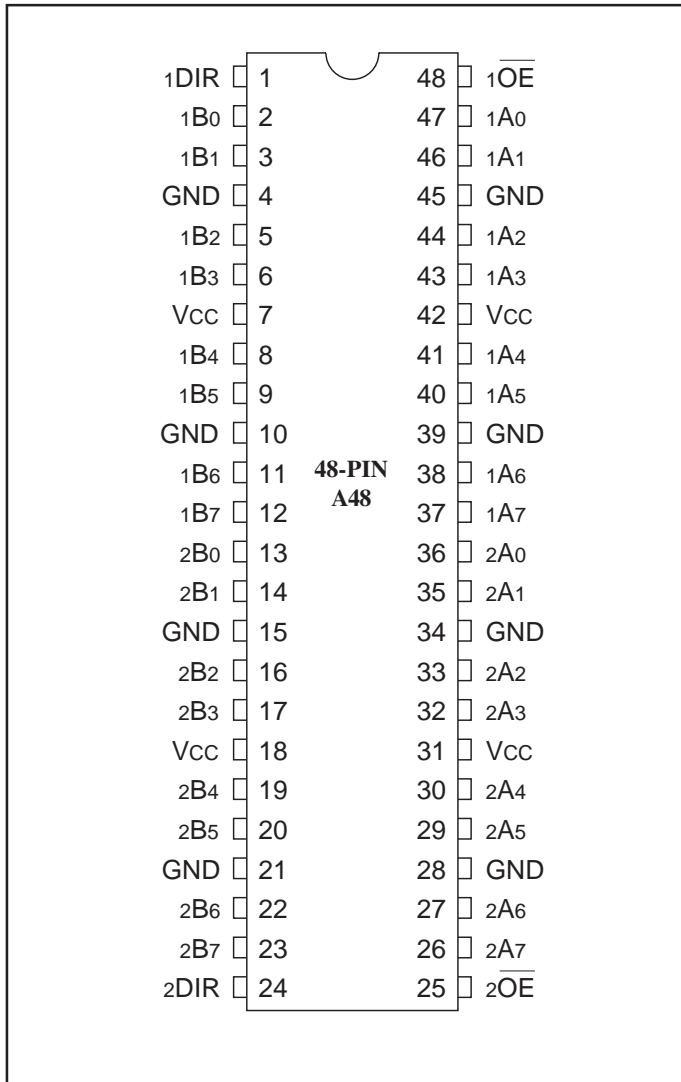 1DIR 1 48 1O̅E̅
1B0 2 47 1A0
1B1 3 46 1A1
GND 4 45 GND
1B2 5 44 1A2
1B3 6 43 1A3
VCC 7 42 VCC
1B4 8 41 1A4
1B5 9 40 1A5
GND 10 39 GND
1B6 11 48-PIN 38 1A6
A48
1B7 12 37 1A7
2B0 13 36 2A0
2B1 14 35 2A1
GND 15 34 GND
2B2 16 33 2A2
2B3 17 32 2A3
VCC 18 31 VCC
2B4 19 30 2A4
2B5 20 29 2A5
GND 21 28 GND
2B6 22 27 2A6
2B7 23 26 2A7
2DIR 24 25 2O̅E̅